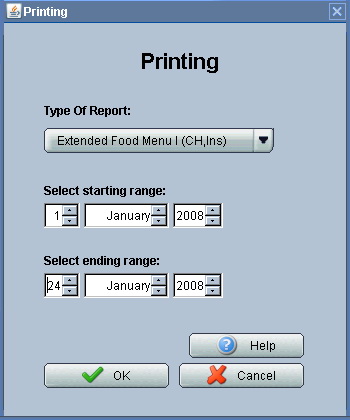 Printing
Printing
Type Of Report:
Extended Food Menu I (CH,Ins)
Select starting range:
1 January 2008
Select ending range:
24 January 2008
Help
OK Cancel